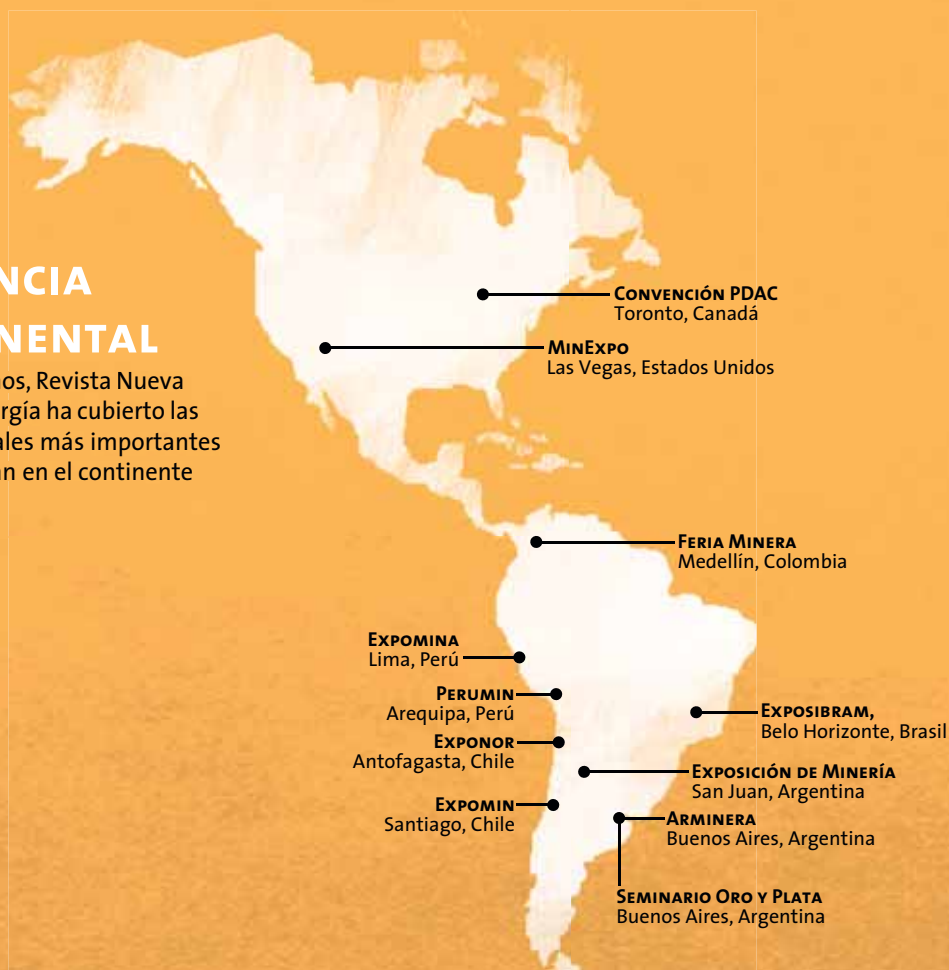 NCIA
NENTAL
os, Revista Nueva
rgía ha cubierto las
ales más importantes
an en el continente
Convención PDAC
Toronto, Canadá
MinExpo
Las Vegas, Estados Unidos
Feria Minera
Medellín, Colombia
Expomina
Lima, Perú
Perumin
Arequipa, Perú
Exposibram,
Belo Horizonte, Brasil
Exponor
Antofagasta, Chile
Exposición de Minería
San Juan, Argentina
Expomin
Santiago, Chile
Arminera
Buenos Aires, Argentina
Seminario Oro y Plata
Buenos Aires, Argentina